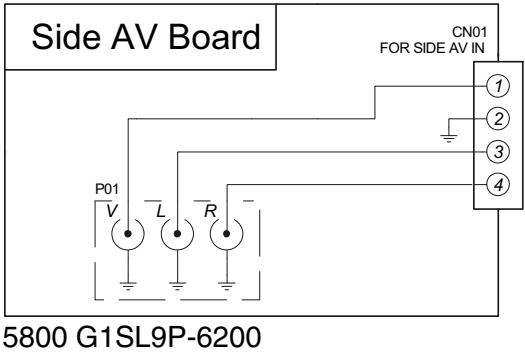 Side AV Board
CN01
FOR SIDE AV IN
1
2
3
4
P01
V L R
5800 G1SL9P-6200